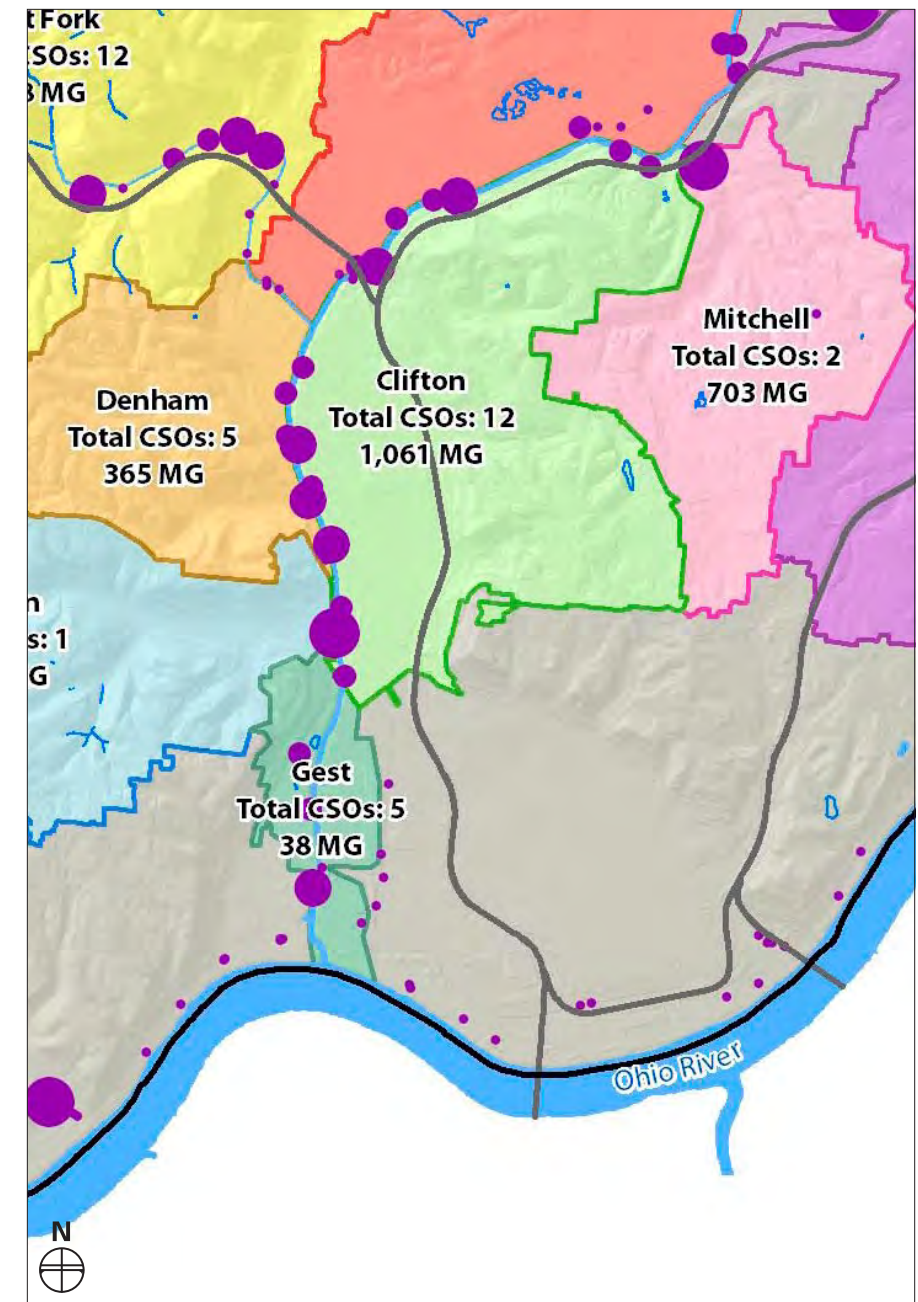 t Fork
CSOs: 12
3 MG
Mitchell
Total CSOs: 2
703 MG
Clifton
Total CSOs: 12
1,061 MG
Denham
Total CSOs: 5
365 MG
n
s: 1
G
Gest
Total CSOs: 5
38 MG
Ohio River
N